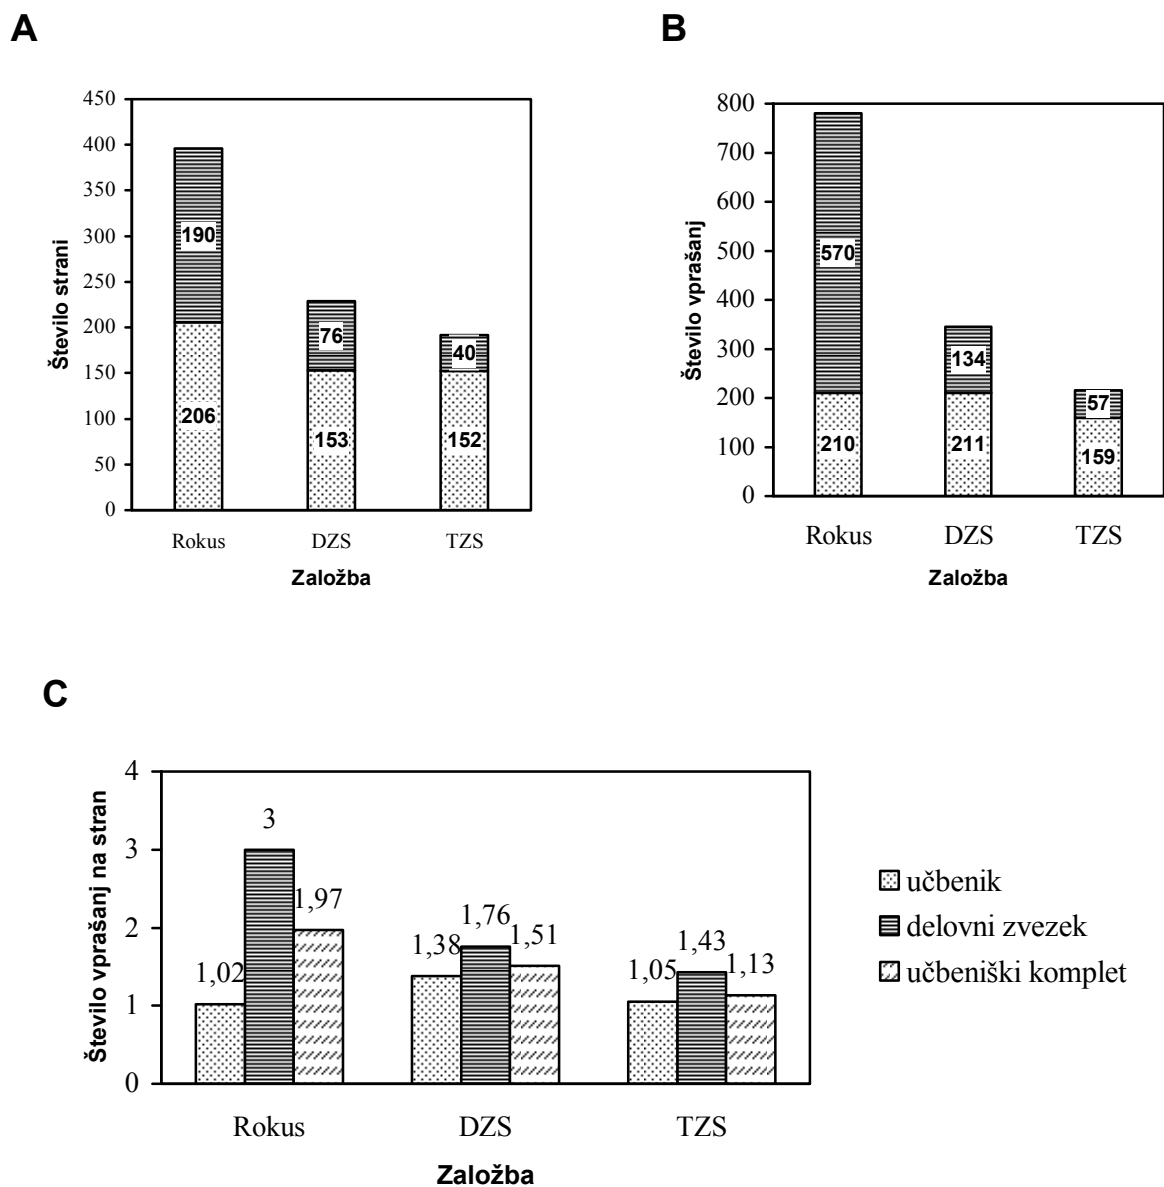 A
Število strani
450
400
350
300
250
200
150
100
50
0
190
206
76
153
40
152
Rokus DZS TZS
Založba
B
Število vprašanj
800
700
600
500
400
300
200
100
0
570
210
134
211
57
159
Rokus DZS TZS
Založba
C
Število vprašanj na stran
4
3
2
1
0
1,02 3 1,97
1,38 1,76 1,51
1,05 1,43 1,13
Rokus DZS TZS
Založba
učbenik
delovni zvezek
učbeniški komplet